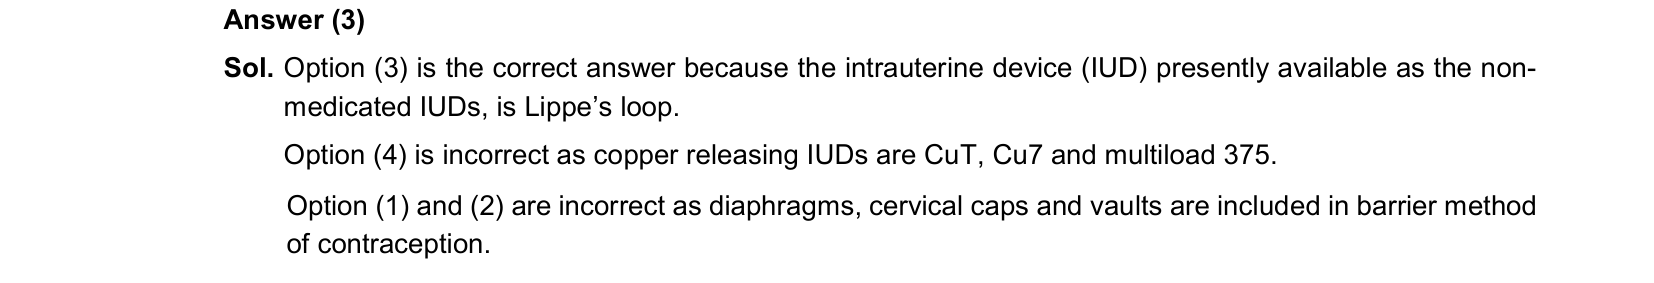 Answer (3)
Sol. Option (3) is the correct answer because the intrauterine device (IUD) presently available as the non-
medicated IUDs, is Lippe’s loop.
Option (4) is incorrect as copper releasing IUDs are CuT, Cu7 and multiload 375.
Option (1) and (2) are incorrect as diaphragms, cervical caps and vaults are included in barrier method
of contraception.